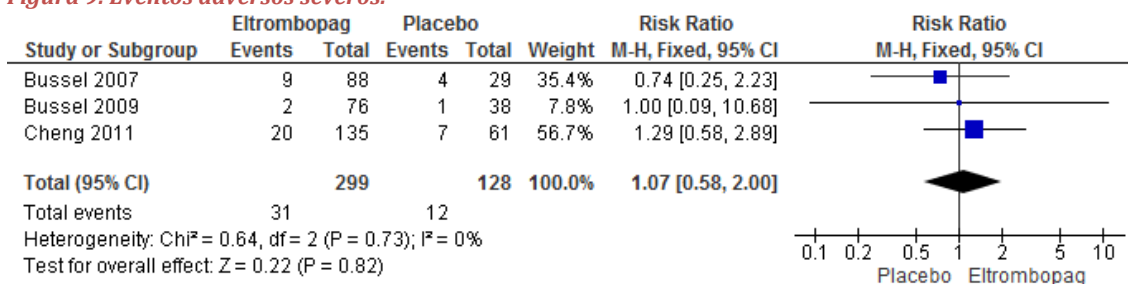 Figura 9. Eventos adversos severos.
Eltrombopag Placebo Risk Ratio Risk Ratio
Study or Subgroup Events Total Events Total Weight M-H, Fixed, 95% CI M-H, Fixed, 95% CI
Bussel 2007 9 88 4 29 35.4% 0.74 [0.25, 2.23]
Bussel 2009 2 76 1 38 7.8% 1.00 [0.09, 10.68]
Cheng 2011 20 135 7 61 56.7% 1.29 [0.58, 2.89]
Total (95% CI) 299 128 100.0% 1.07 [0.58, 2.00]
Total events 31 12
Heterogeneity: Chi² = 0.64, df = 2 (P = 0.73); I² = 0%
Test for overall effect: Z = 0.22 (P = 0.82)
0.1 0.2 0.5 1 2 5 10
Placebo Eltrombopag